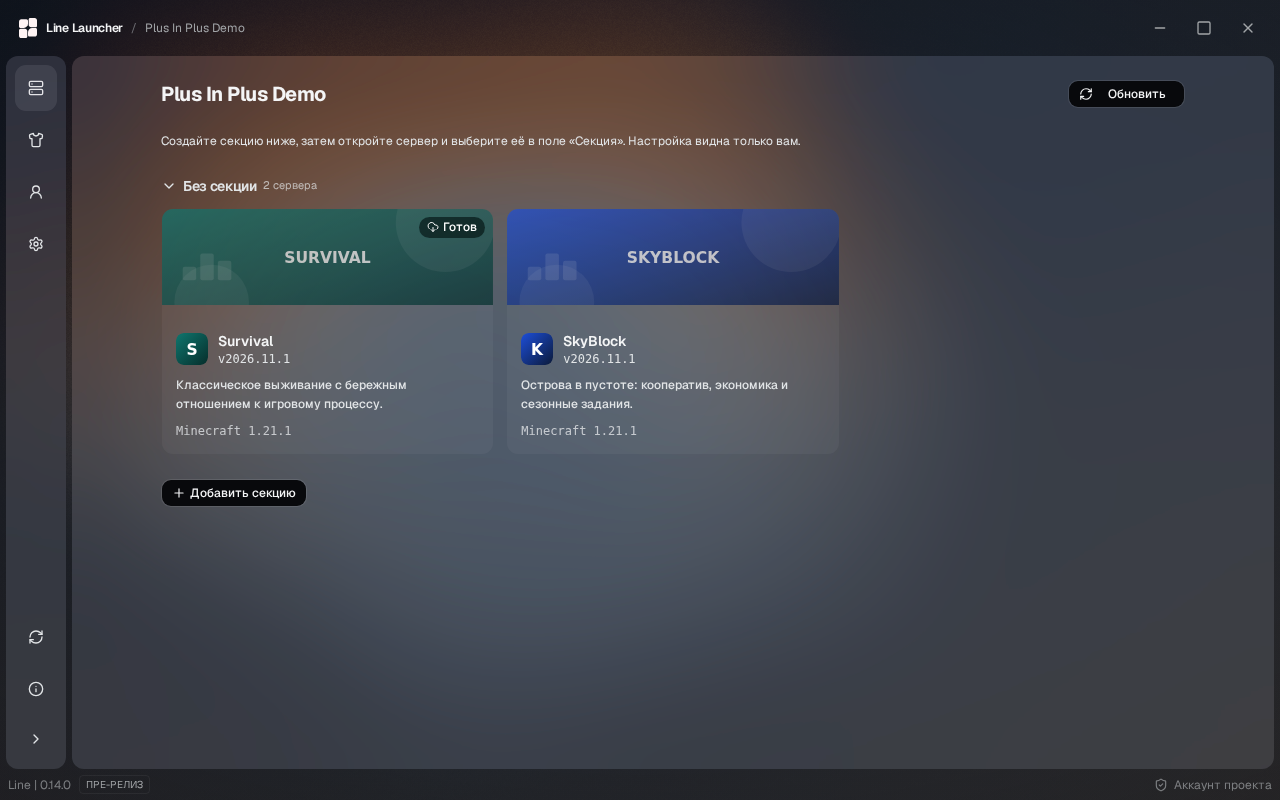 Line Launcher / Plus In Plus Demo
Plus In Plus Demo
Обновить
Создайте секцию ниже, затем откройте сервер и выберите её в поле «Секция». Настройка видна только вам.
Без секции 2 сервера
Готов
SURVIVAL
S
Survival
v2026.11.1
Классическое выживание с бережным
отношением к игровому процессу.
Minecraft 1.21.1
SKYBLOCK
K
SkyBlock
v2026.11.1
Острова в пустоте: кооператив, экономика и
сезонные задания.
Minecraft 1.21.1
Добавить секцию
Line | 0.14.0 ПРЕ-РЕЛИЗ
Аккаунт проекта